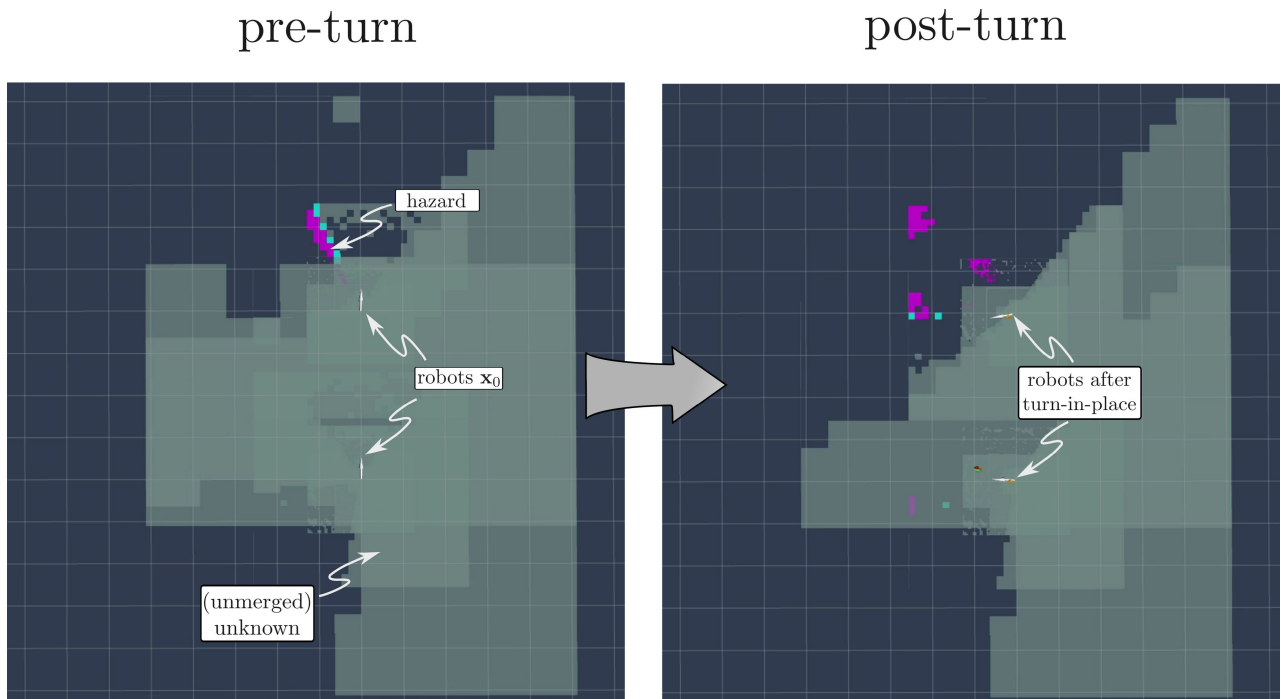 pre-turn
post-turn
hazard
robots x₀
robots after
turn-in-place
(unmerged)
unknown